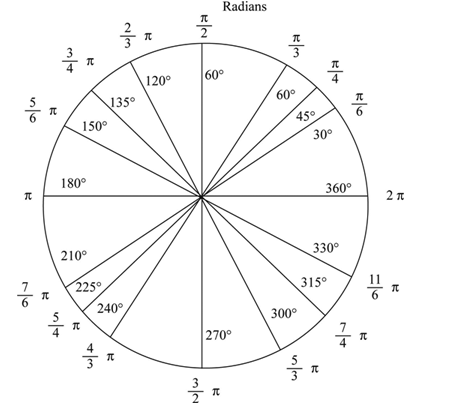 Radians
π/2
2/3 π
π/3
3/4 π
π/4
120°
60°
60°
135°
π/6
5/6 π
45°
150°
30°
180°
360°
π
2 π
330°
210°
315°
11/6 π
225°
7/6 π
240°
300°
5/4 π
270°
7/4 π
4/3 π
5/3 π
3/2 π